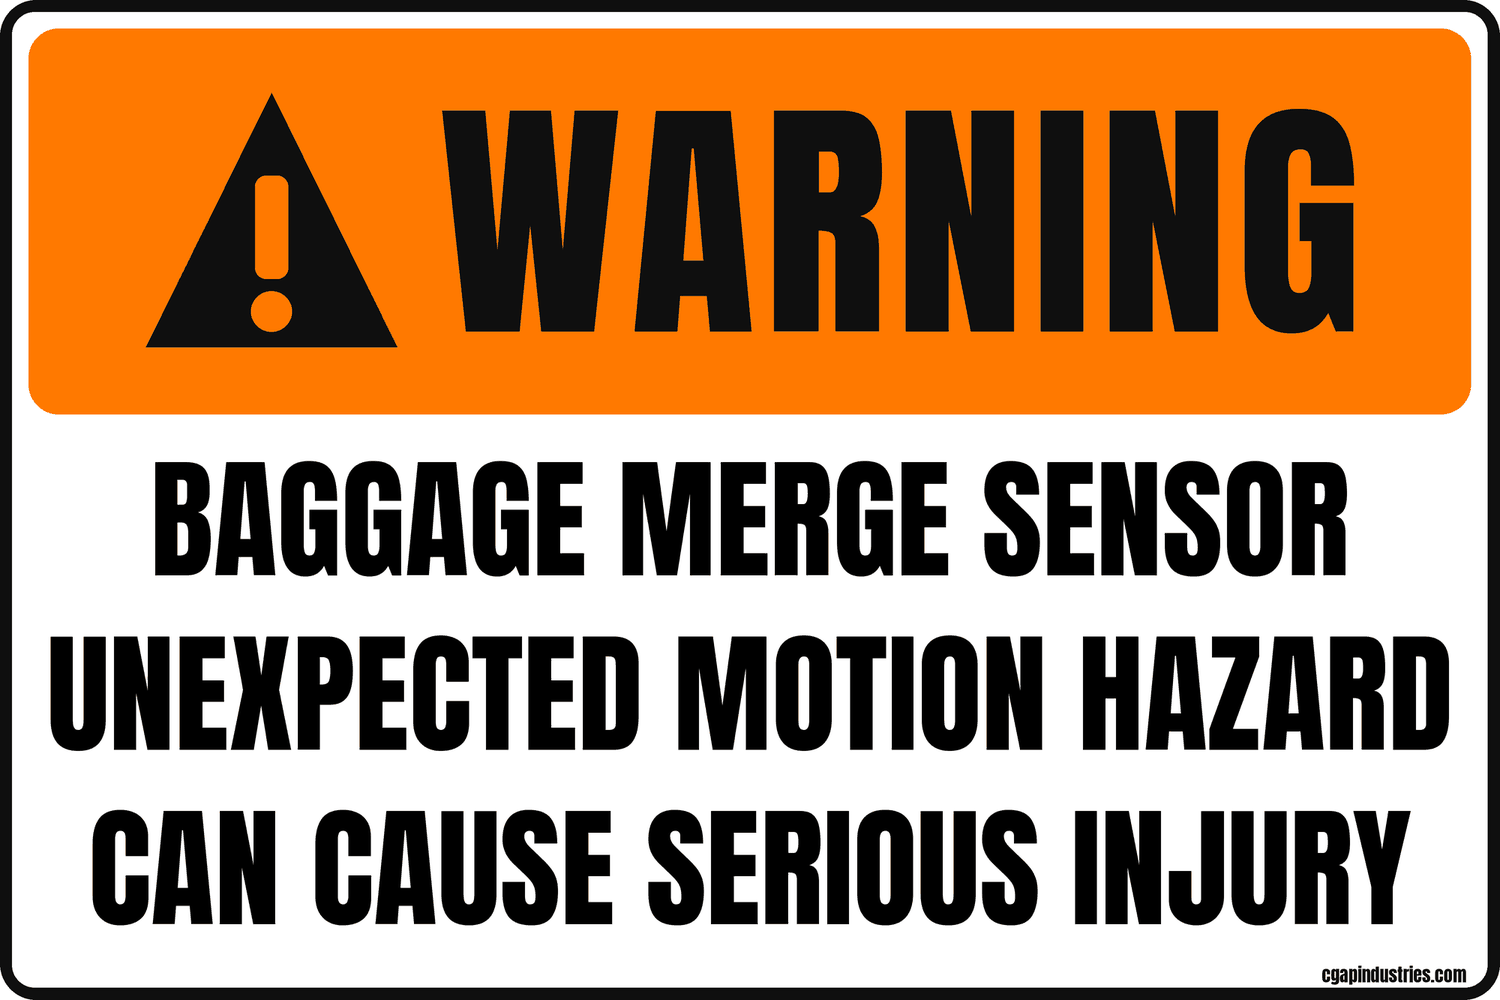 WARNING
BAGGAGE MERGE SENSOR
UNEXPECTED MOTION HAZARD
CAN CAUSE SERIOUS INJURY
cgapindustries.com